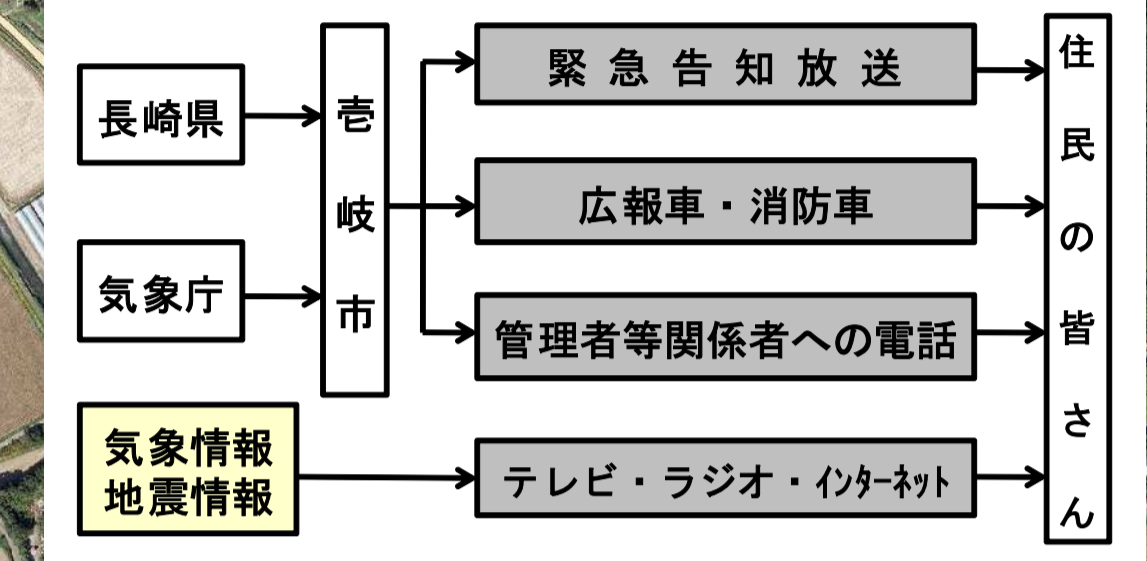 長崎県
気象庁
壱岐市
緊急告知放送
広報車・消防車
管理者等関係者への電話
気象情報
地震情報
テレビ・ラジオ・ｲﾝﾀｰﾈｯﾄ
住民の皆さん